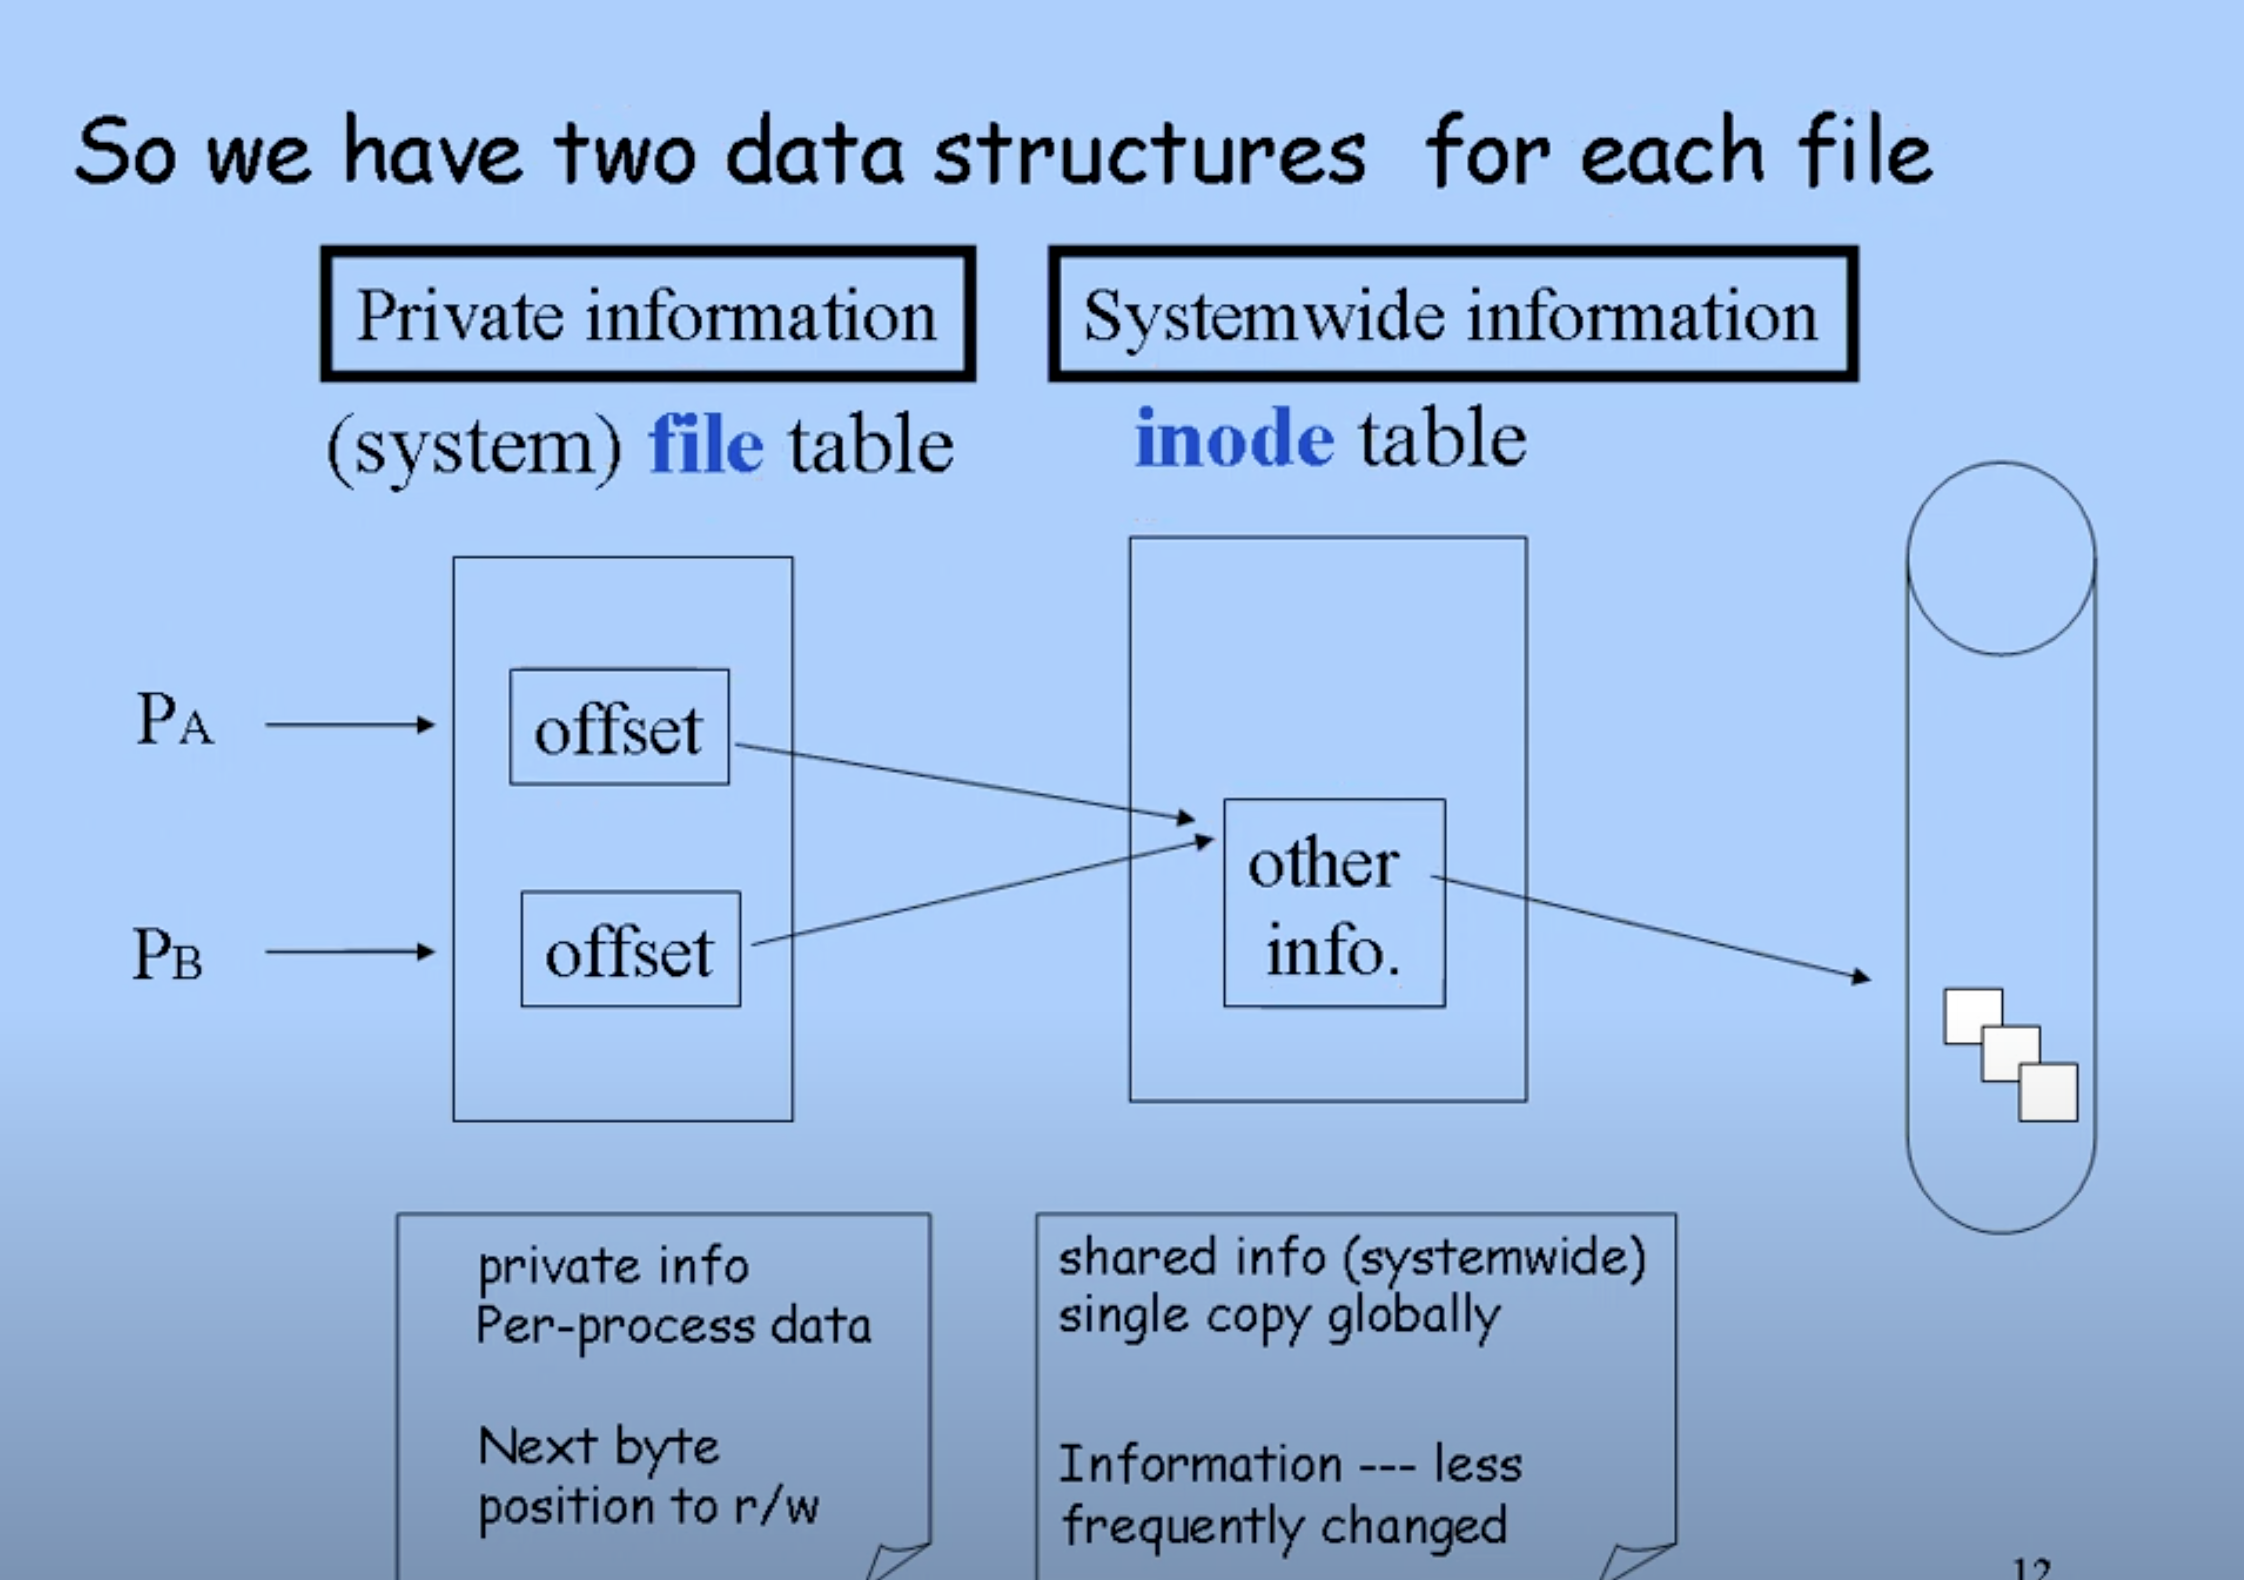 So we have two data structures for each file
Private information
Systemwide information
(system) file table
inode table
PA
offset
PB
offset
other
info.
private info
Per-process data
Next byte
position to r/w
shared info (systemwide)
single copy globally
Information --- less
frequently changed
12